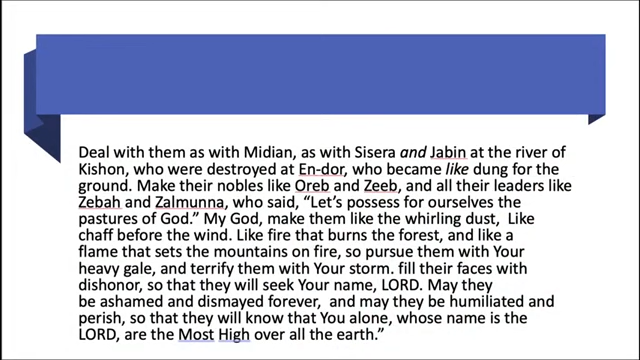 Deal with them as with Midian, as with Sisera and Jabin at the river of
Kishon, who were destroyed at En-dor, who became like dung for the
ground. Make their nobles like Oreb and Zeeb, and all their leaders like
Zebah and Zalmunna, who said, “Let’s possess for ourselves the
pastures of God.” My God, make them like the whirling dust, Like
chaff before the wind. Like fire that burns the forest, and like a
flame that sets the mountains on fire, so pursue them with Your
heavy gale, and terrify them with Your storm. fill their faces with
dishonor, so that they will seek Your name, LORD. May they
be ashamed and dismayed forever, and may they be humiliated and
perish, so that they will know that You alone, whose name is the
LORD, are the Most High over all the earth.”